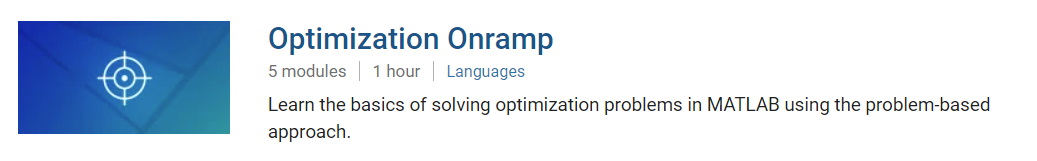 Optimization Onramp
5 modules | 1 hour | Languages
Learn the basics of solving optimization problems in MATLAB using the problem-based
approach.